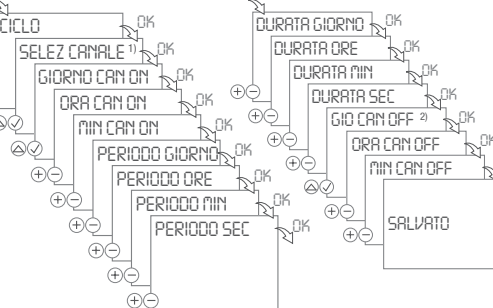 CICLO
OK
SELEZ CANALE 1)
OK
GIORNO CAN ON
OK
ORA CAN ON
OK
MIN CAN ON
OK
PERIODO GIORNO
OK
PERIODO ORE
OK
PERIODO MIN
OK
PERIODO SEC
OK
DURATA GIORNO
OK
DURATA ORE
OK
DURATA MIN
OK
DURATA SEC
OK
GIO CAN OFF 2)
OK
ORA CAN OFF
OK
MIN CAN OFF
OK
SALVATO